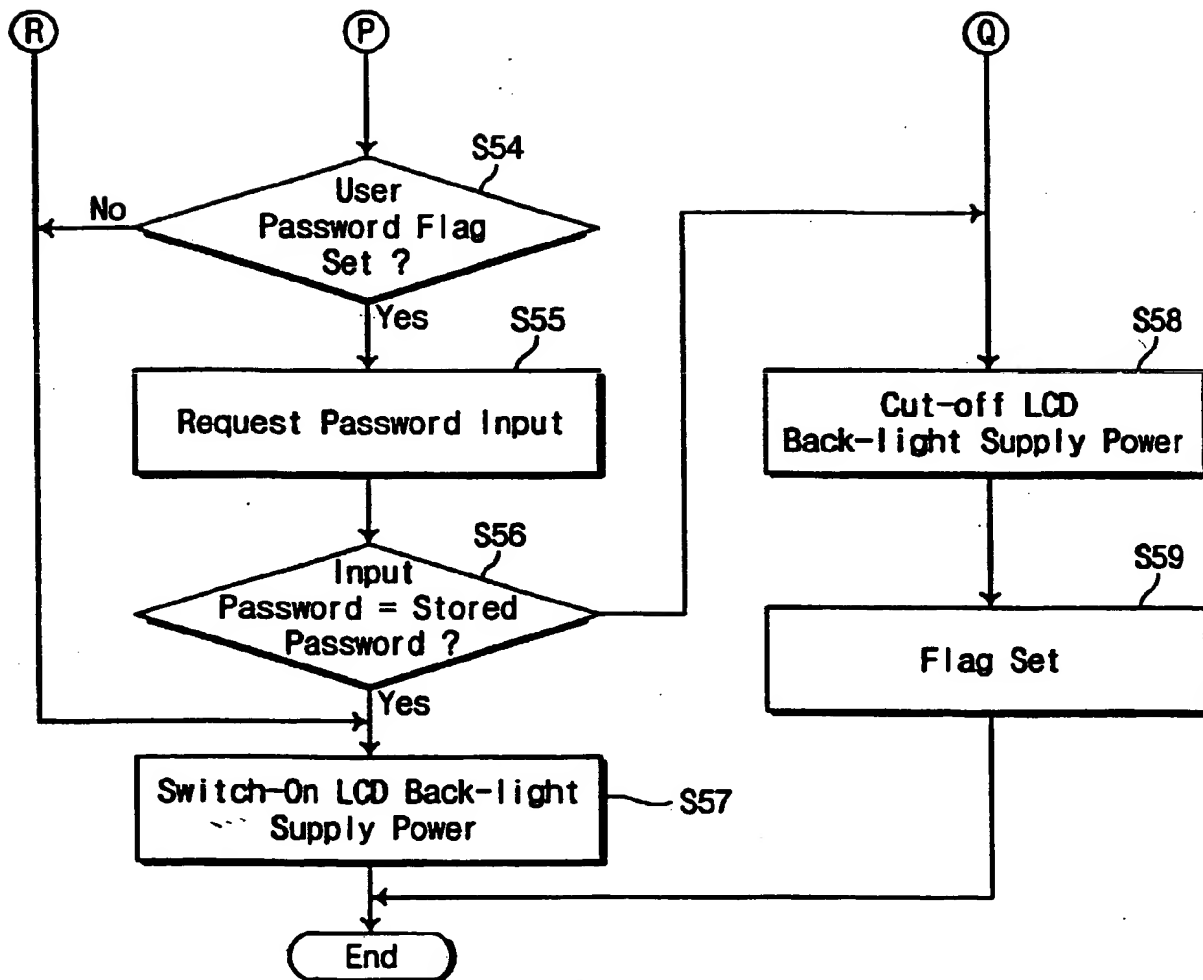 R
P
Q
S54
User
Password Flag
Set ?
No
Yes
S55
Request Password Input
S56
Input
Password = Stored
Password ?
Yes
Switch-On LCD Back-light
Supply Power
S57
S58
Cut-off LCD
Back-light Supply Power
S59
Flag Set
End